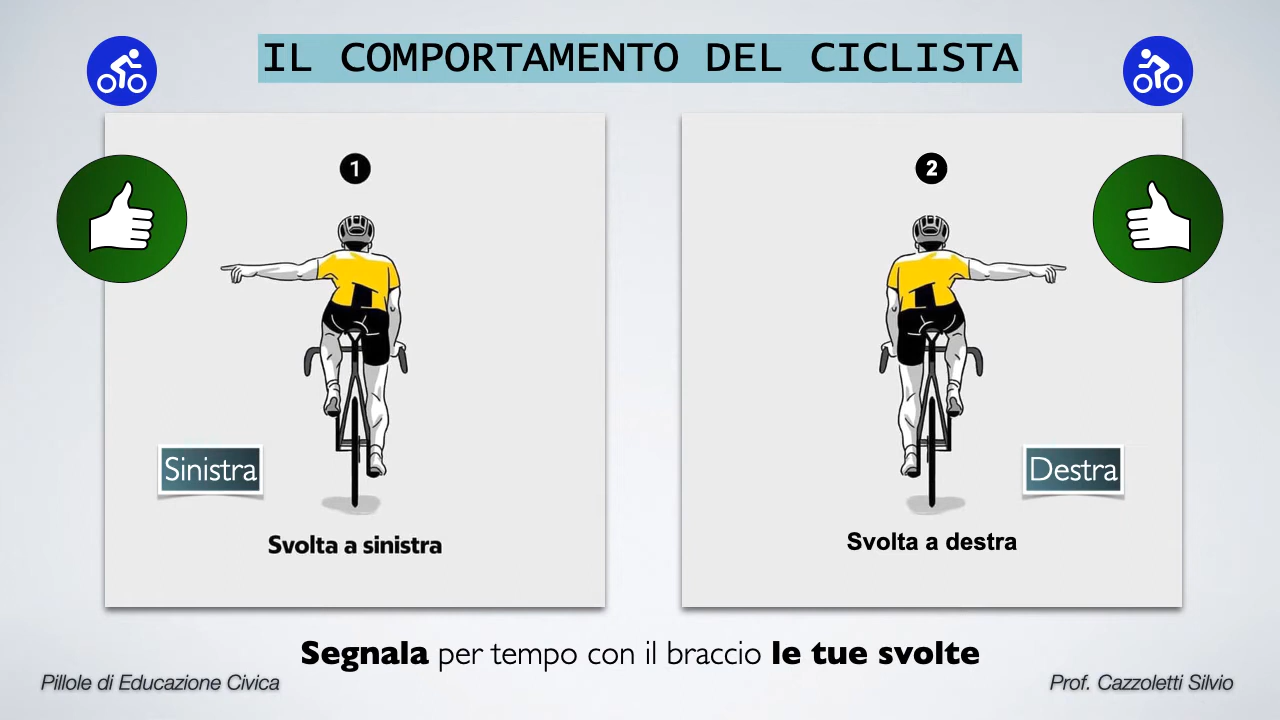 IL COMPORTAMENTO DEL CICLISTA
1
2
Sinistra
Destra
Svolta a sinistra
Svolta a destra
Segnala per tempo con il braccio le tue svolte
Pillole di Educazione Civica
Prof. Cazzoletti Silvio